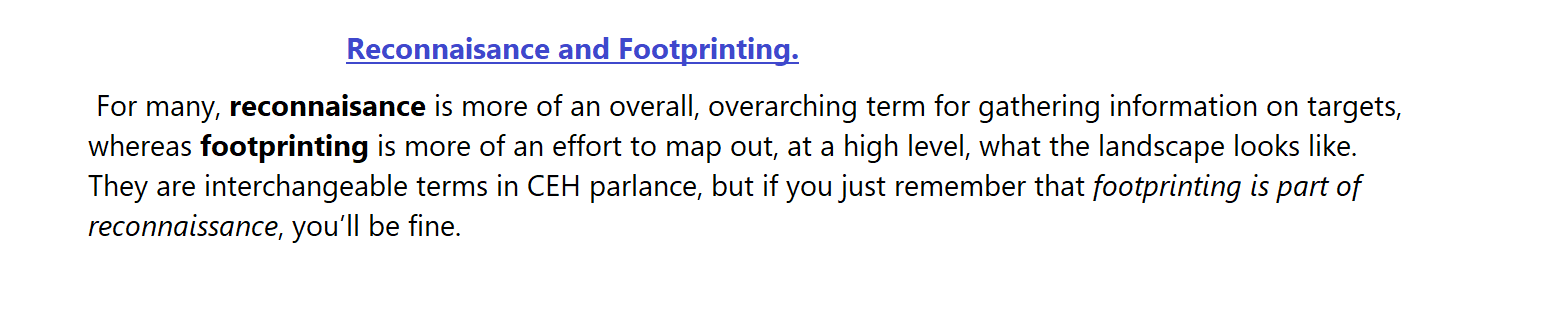 Reconnaisance and Footprinting.
For many, reconnaisance is more of an overall, overarching term for gathering information on targets,
whereas footprinting is more of an effort to map out, at a high level, what the landscape looks like.
They are interchangeable terms in CEH parlance, but if you just remember that footprinting is part of
reconnaissance, you’ll be fine.